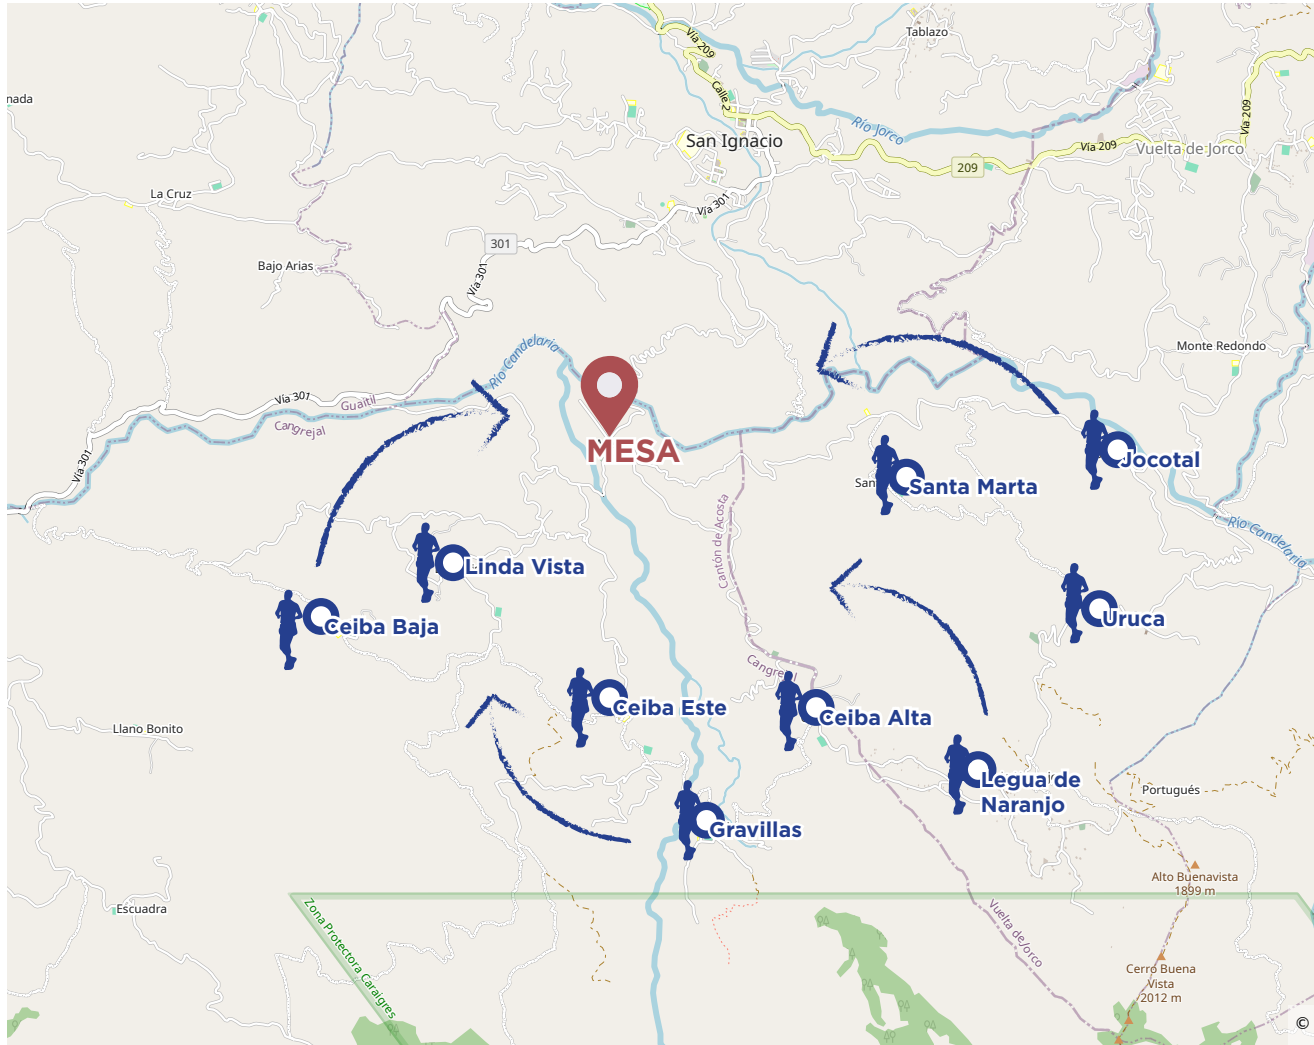 Tablazo
Vía 209
nada
Calle 2
Río Jorco
Vía 209
San Ignacio
Vía 209
Vuelta de Jorco
209
La Cruz
Vía 301
301
Bajo Arias
Vía 301
Río Candelaria
Monte Redondo
Vía 301
Guaitil
Cangrejal
MESA
Vía 301
Jocotal
San
Santa Marta
Cantón de Acosta
Río Candelaria
Linda Vista
Ceiba Baja
Uruca
Cangrejal
Ceiba Este
Ceiba Alta
Llano Bonito
Legua de
Naranjo
Portugués
Gravillas
Alto Buenavista
1899 m
Escuadra
Zona Protectora Caraigres
Vuelta de Jorco
Cerro Buena
Vista
2012 m
©